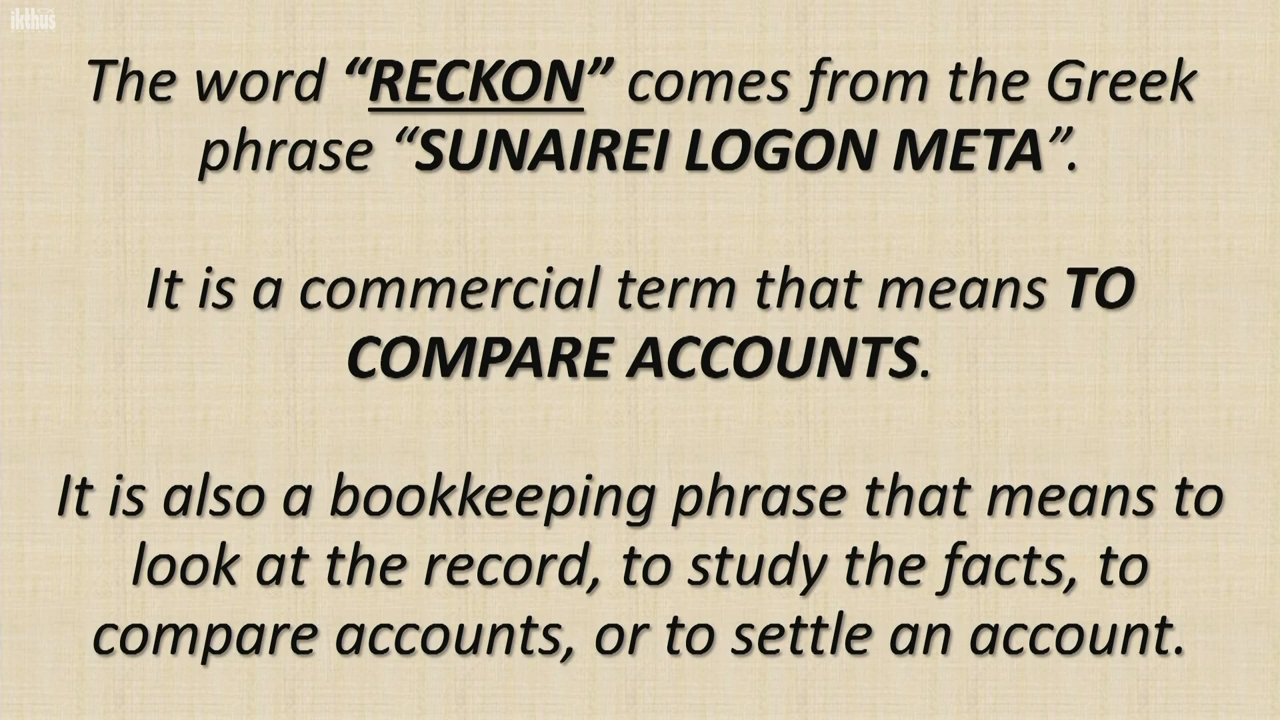 ikthus
The word “RECKON” comes from the Greek
phrase “SUNAIREI LOGON META”.
It is a commercial term that means TO
COMPARE ACCOUNTS.
It is also a bookkeeping phrase that means to
look at the record, to study the facts, to
compare accounts, or to settle an account.